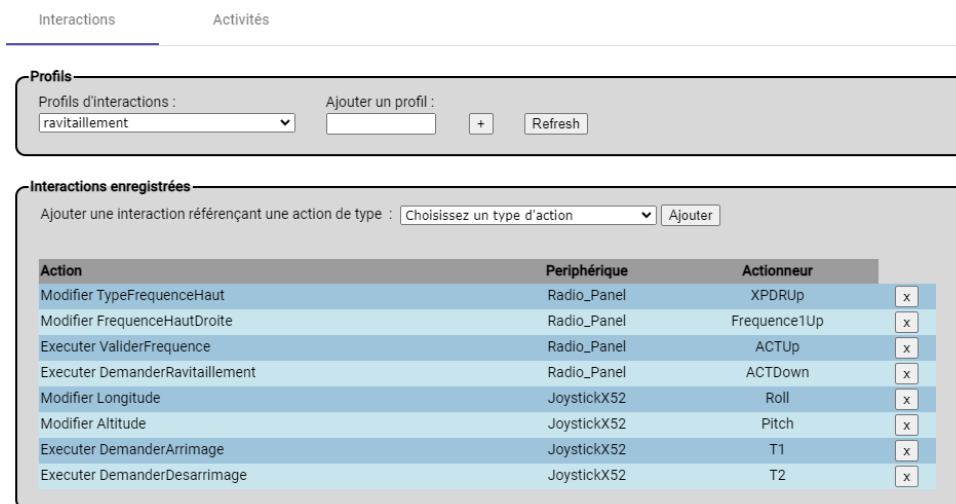 Interactions Activités
Profils
Profils d'interactions : Ajouter un profil :
ravitaillement + Refresh
Interactions enregistrées
Ajouter une interaction référençant une action de type : Choisissez un type d'action Ajouter
Action Periphérique Actionneur
Modifier TypeFrequenceHaut Radio_Panel XPDRUp x
Modifier FrequenceHautDroite Radio_Panel Frequence1Up x
Executer ValiderFrequence Radio_Panel ACTUp x
Executer DemanderRavitaillement Radio_Panel ACTDown x
Modifier Longitude JoystickX52 Roll x
Modifier Altitude JoystickX52 Pitch x
Executer DemanderArrimage JoystickX52 T1 x
Executer DemanderDesarrimage JoystickX52 T2 x